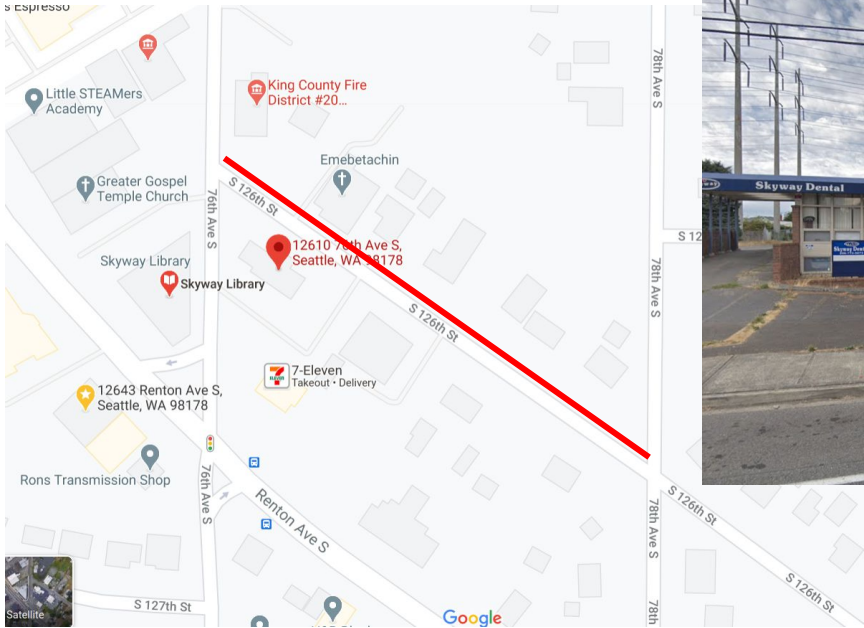 s Espresso
Little STEAMers
Academy
King County Fire
District #20...
78th Ave S
Emebetachin
Greater Gospel
Temple Church
S 126th St
76th Ave S
Skyway Dental
12610 76th Ave S,
Seattle, WA 98178
S 12
Skyway Library
Skyway Library
78th Ave S
S 126th St
7-Eleven
Takeout • Delivery
12643 Renton Ave S,
Seattle, WA 98178
Rons Transmission Shop
76th Ave S
Renton Ave S
78th Ave S
S 126th St
S 126th St
Satellite
S 127th St
Google
78th